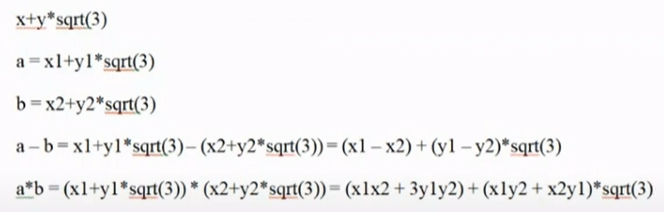 x+y*sqrt(3)
a = x1+y1*sqrt(3)
b = x2+y2*sqrt(3)
a – b = x1+y1*sqrt(3) – (x2+y2*sqrt(3)) = (x1 – x2) + (y1 – y2)*sqrt(3)
a*b = (x1+y1*sqrt(3)) * (x2+y2*sqrt(3)) = (x1x2 + 3y1y2) + (x1y2 + x2y1)*sqrt(3)